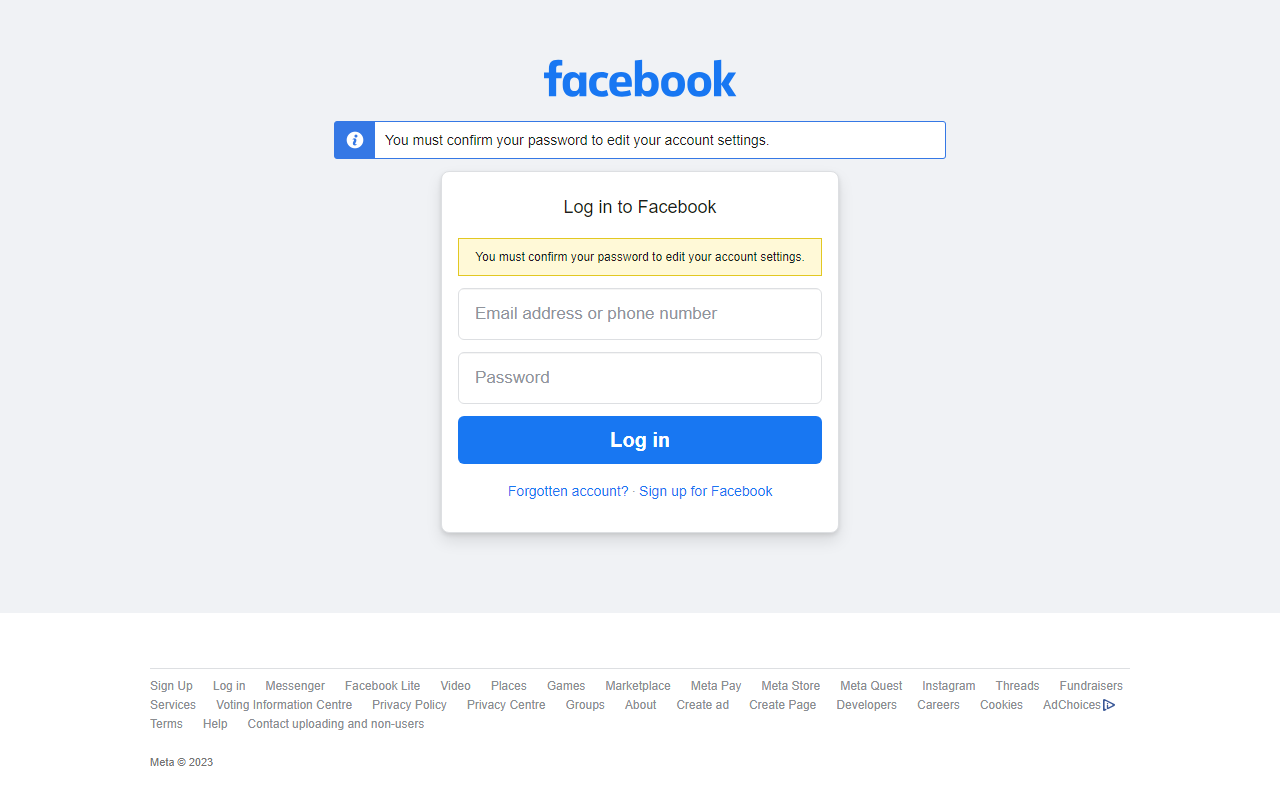 facebook
You must confirm your password to edit your account settings.
Log in to Facebook
You must confirm your password to edit your account settings.
Email address or phone number
Password
Log in
Forgotten account? · Sign up for Facebook
Sign Up Log in Messenger Facebook Lite Video Places Games Marketplace Meta Pay Meta Store Meta Quest Instagram Threads Fundraisers
Services Voting Information Centre Privacy Policy Privacy Centre Groups About Create ad Create Page Developers Careers Cookies AdChoices
Terms Help Contact uploading and non-users
Meta © 2023